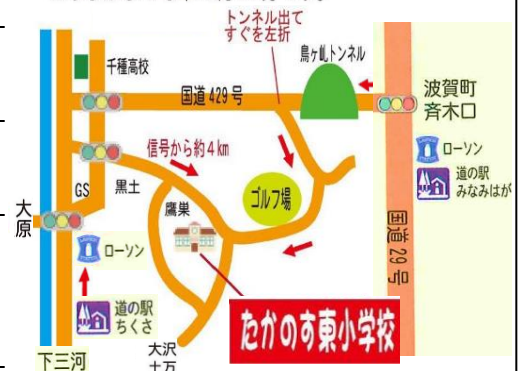 トンネル出て
すぐを左折
鳥ヶ乢トンネル
千種高校
国道429号
波賀町
斉木口
信号から約4km
ローソン
道の駅
みなみはが
GS
黒土
鷹巣
ゴルフ場
大原
国道29号
ローソン
道の駅
ちくさ
たかのす東小学校
下三河
大沢
土万